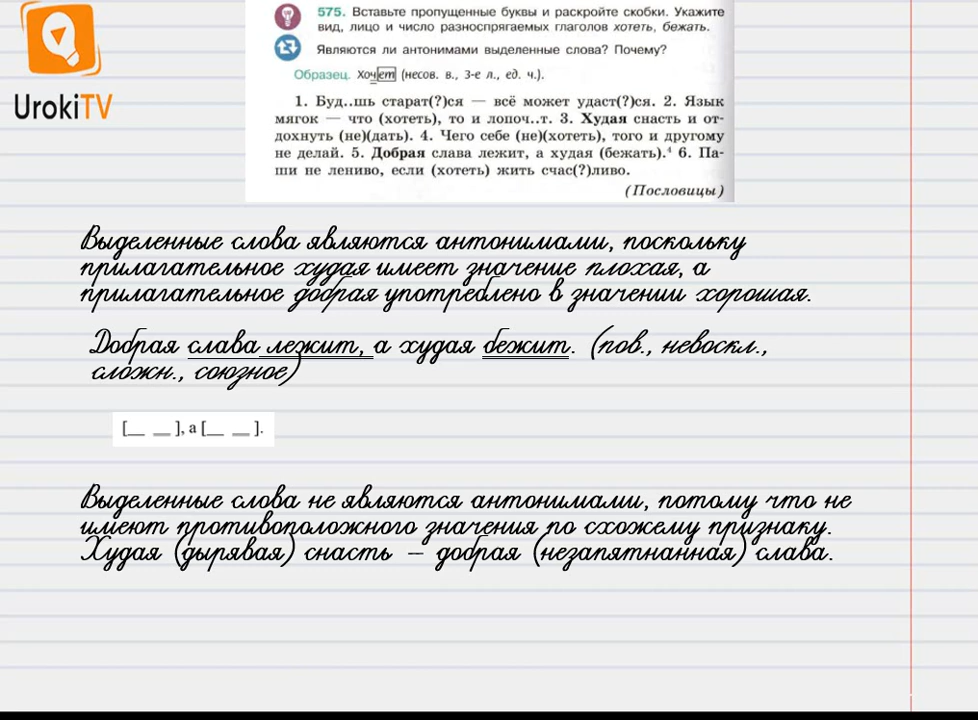 575. Вставьте пропущенные буквы и раскройте скобки. Укажите
вид, лицо и число разноспрягаемых глаголов хотеть, бежать.
Являются ли антонимами выделенные слова? Почему?
Образец. Хочет (несов. в., 3-е л., ед. ч.).
UrokiTV
1. Буд..шь старат(?)ся — всё может удаст(?)ся. 2. Язык
мягок — что (хотеть), то и лопоч..т. 3. Худая снасть и от-
дохнуть (не)(дать). 4. Чего себе (не)(хотеть), того и другому
не делай. 5. Добрая слава лежит, а худая (бежать).⁴ 6. Па-
ши не лениво, если (хотеть) жить счас(?)ливо.
(Пословицы)
Выделенные слова являются антонимами, поскольку
прилагательное худая имеет значение плохая, а
прилагательное добрая употреблено в значении хорошая.
Добрая слава лежит, а худая бежит. (пов., невоскл.,
сложн., союзное)
[__ __ ], а [__ __ ].
Выделенные слова не являются антонимами, потому что не
имеют противоположного значения по схожему признаку.
Худая (дырявая) снасть – добрая (незапятнанная) слава.